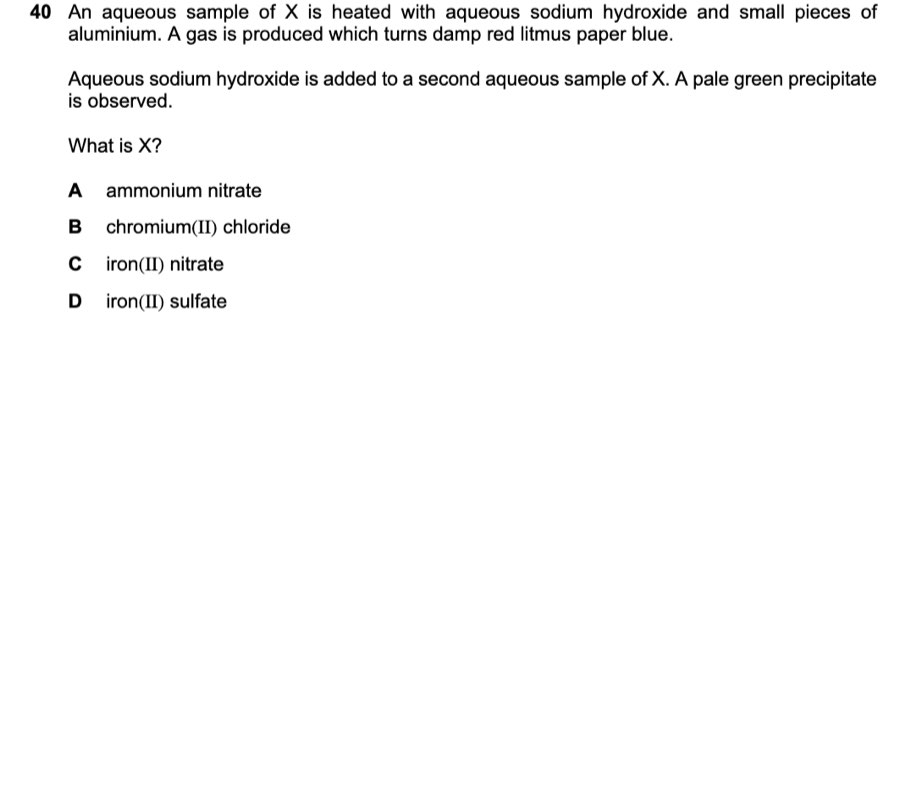 40 An aqueous sample of X is heated with aqueous sodium hydroxide and small pieces of
aluminium. A gas is produced which turns damp red litmus paper blue.
Aqueous sodium hydroxide is added to a second aqueous sample of X. A pale green precipitate
is observed.
What is X?
A ammonium nitrate
B chromium(II) chloride
C iron(II) nitrate
D iron(II) sulfate